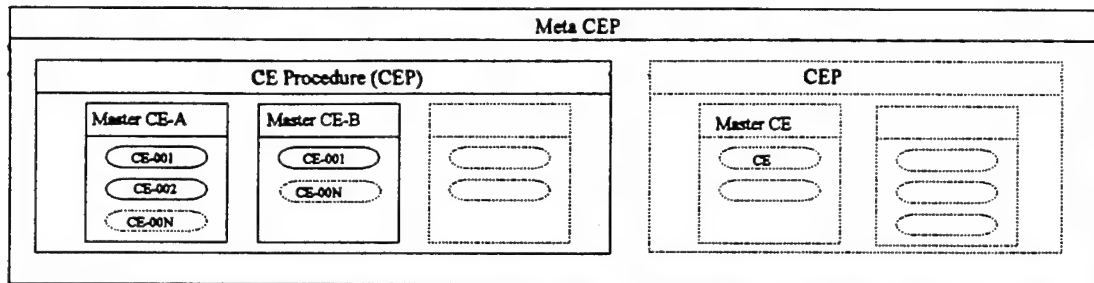 Meta CEP
CE Procedure (CEP)
CEP
Master CE-A
Master CE-B
Master CE
CE-001
CE-001
CE
CE-002
CE-00N
CE-00N